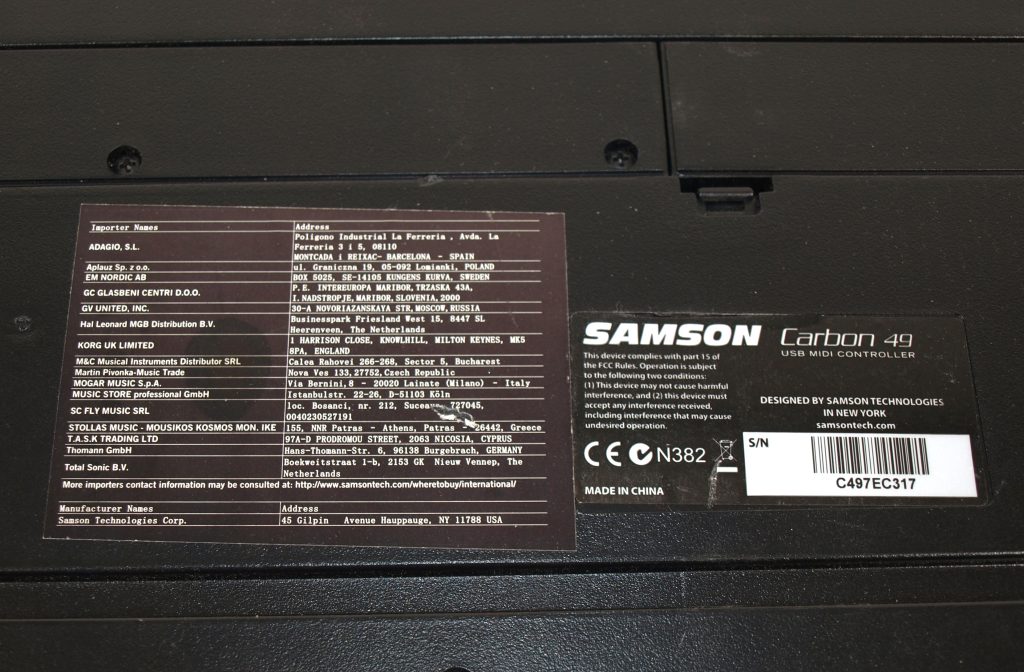 Importer Names Address
ADAGIO, S.L. Poligono Industrial La Ferreria , Avda. La
Ferreria 3 i 5, 08110
MONTCADA i REIXAC- BARCELONA - SPAIN
Aplauz Sp. z o.o. ul. Graniczna 19, 05-092 Lomianki, POLAND
EM NORDIC AB BOX 5025, SE-14105 KUNGENS KURVA, SWEDEN
GC GLASBENI CENTRI D.O.O. P.E. INTEREUROPA MARIBOR,TRZASKA 43A,
I.NADSTROPJE,MARIBOR,SLOVENIA,2000
GV UNITED, INC. 30-A NOVORIAZANSKAYA STR,MOSCOW,RUSSIA
Hal Leonard MGB Distribution B.V. Businesspark Friesland West 15, 8447 SL
Heerenveen, The Netherlands
KORG UK LIMITED 1 HARRISON CLOSE, KNOWLHILL, MILTON KEYNES, MK5
8PA, ENGLAND
M&C Musical Instruments Distributor SRL Calea Rahovei 266-268, Sector 5, Bucharest
Martin Pivonka-Music Trade Nova Ves 133,27752,Czech Republic
MOGAR MUSIC S.p.A. Via Bernini,8 - 20020 Lainate (Milano) - Italy
MUSIC STORE professional GmbH Istanbulstr. 22-26, D-51103 Köln
SC FLY MUSIC SRL loc. Bosanci, nr. 212, 727045,
0040230527191
STOLLAS MUSIC - MOUSIKOS KOSMOS MON. IKE 155, NNR Patras - Athens, Patras - 26442, Greece
T.A.S.K TRADING LTD 97A-D PRODROMOU STREET, 2063 NICOSIA, CYPRUS
Thomann GmbH Hans-Thomann-Str. 6, 96138 Burgebrach, GERMANY
Total Sonic B.V. Boekweitstraat 1-b, 2153 GK Nieuw Vennep, The
Netherlands
More importers contact information may be consulted at: http://www.samsontech.com/wheretobuy/international/
Manufacturer Names Address
Samson Technologies Corp. 45 Gilpin Avenue Hauppauge, NY 11788 USA
SAMSON Carbon 49
USB MIDI CONTROLLER
This device complies with part 15 of
the FCC Rules. Operation is subject
to the following two conditions:
(1) This device may not cause harmful
interference, and (2) this device must
accept any interference received,
including interference that may cause
undesired operation.
CE N382
MADE IN CHINA
DESIGNED BY SAMSON TECHNOLOGIES
IN NEW YORK
samsontech.com
S/N
C497EC317